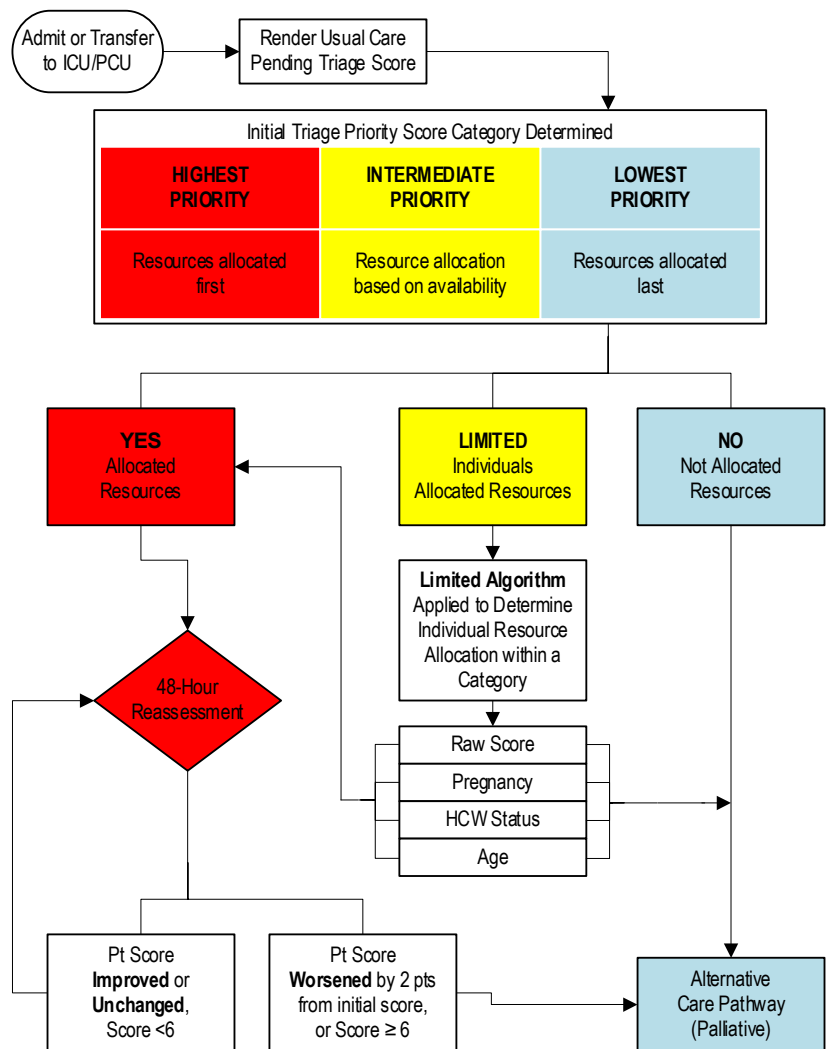 Admit or Transfer
to ICU/PCU
Render Usual Care
Pending Triage Score
Initial Triage Priority Score Category Determined
HIGHEST
PRIORITY
INTERMEDIATE
PRIORITY
LOWEST
PRIORITY
Resources allocated
first
Resource allocation
based on availability
Resources allocated
last
YES
Allocated
Resources
LIMITED
Individuals
Allocated Resources
NO
Not Allocated
Resources
Limited Algorithm
Applied to Determine
Individual Resource
Allocation within a
Category
48-Hour
Reassessment
Raw Score
Pregnancy
HCW Status
Age
Pt Score
Improved or
Unchanged,
Score <6
Pt Score
Worsened by 2 pts
from initial score,
or Score ≥ 6
Alternative
Care Pathway
(Palliative)